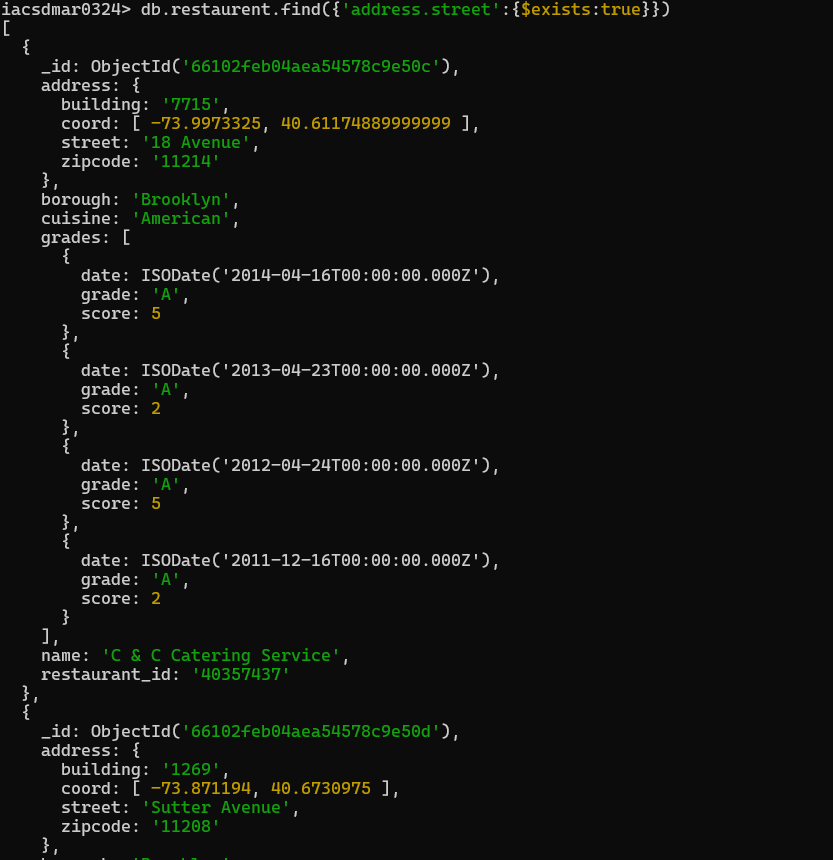 iacsdmar0324> db.restaurent.find({'address.street':{$exists:true}})
[
  {
    _id: ObjectId('66102feb04aea54578c9e50c'),
    address: {
      building: '7715',
      coord: [ -73.9973325, 40.61174889999999 ],
      street: '18 Avenue',
      zipcode: '11214'
    },
    borough: 'Brooklyn',
    cuisine: 'American',
    grades: [
      {
        date: ISODate('2014-04-16T00:00:00.000Z'),
        grade: 'A',
        score: 5
      },
      {
        date: ISODate('2013-04-23T00:00:00.000Z'),
        grade: 'A',
        score: 2
      },
      {
        date: ISODate('2012-04-24T00:00:00.000Z'),
        grade: 'A',
        score: 5
      },
      {
        date: ISODate('2011-12-16T00:00:00.000Z'),
        grade: 'A',
        score: 2
      }
    ],
    name: 'C & C Catering Service',
    restaurant_id: '40357437'
  },
  {
    _id: ObjectId('66102feb04aea54578c9e50d'),
    address: {
      building: '1269',
      coord: [ -73.871194, 40.6730975 ],
      street: 'Sutter Avenue',
      zipcode: '11208'
    },